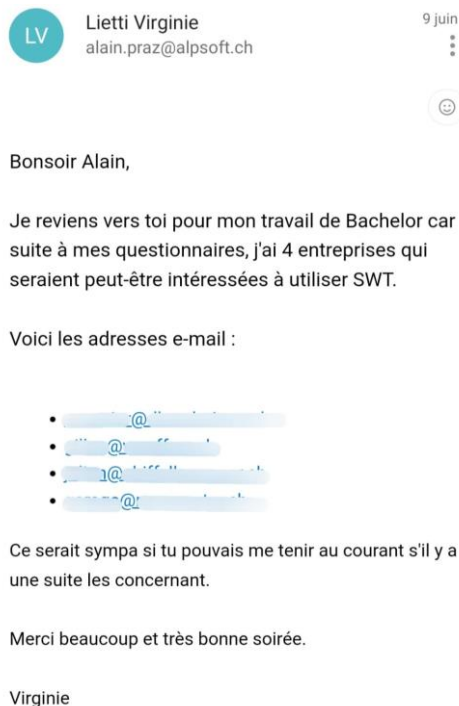 LV
Lietti Virginie
9 juin
alain.praz@alpsoft.ch
Bonsoir Alain,
Je reviens vers toi pour mon travail de Bachelor car
suite à mes questionnaires, j'ai 4 entreprises qui
seraient peut-être intéressées à utiliser SWT.
Voici les adresses e-mail :
@
@
@
@
Ce serait sympa si tu pouvais me tenir au courant s'il y a
une suite les concernant.
Merci beaucoup et très bonne soirée.
Virginie